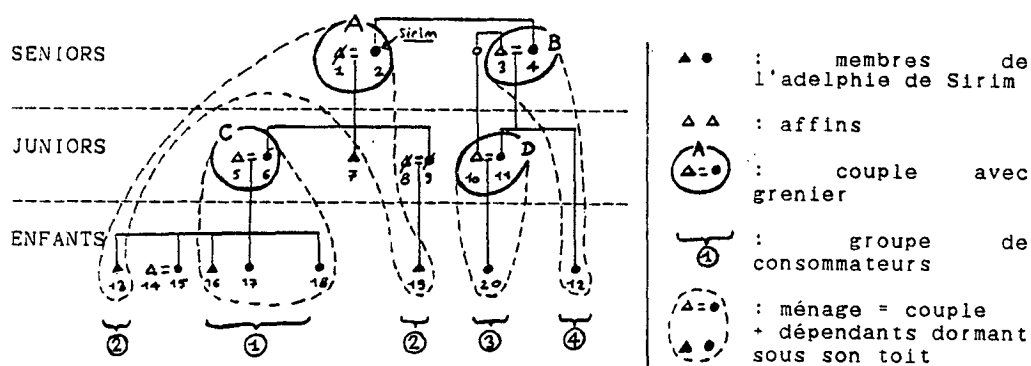 A
Sirim
B
SENIORS
1 2 3 4
C
D
JUNIORS
5 6 7 8 9 10 11
ENFANTS
13 14 15 16 17 18 19 20 12
② ① ② ③ ④
▲ ● : membres de
l'adelphie de Sirim
△ △ : affins
A
△=● : couple avec
grenier
① : groupe de
consommateurs
△=● : ménage = couple
▲ ● + dépendants dormant
sous son toit